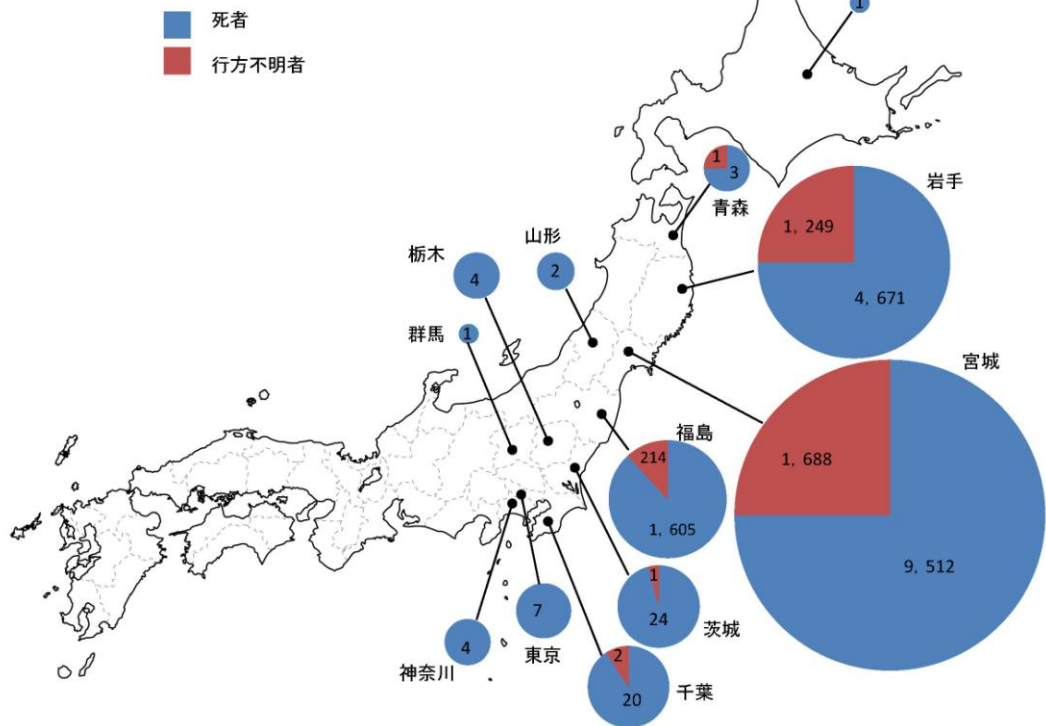 死者
行方不明者
1
1
3
青森
岩手
1, 249
4, 671
山形
2
栃木
4
群馬
1
宮城
1, 688
9, 512
福島
214
1, 605
1
24
茨城
7
東京
4
神奈川
2
20
千葉